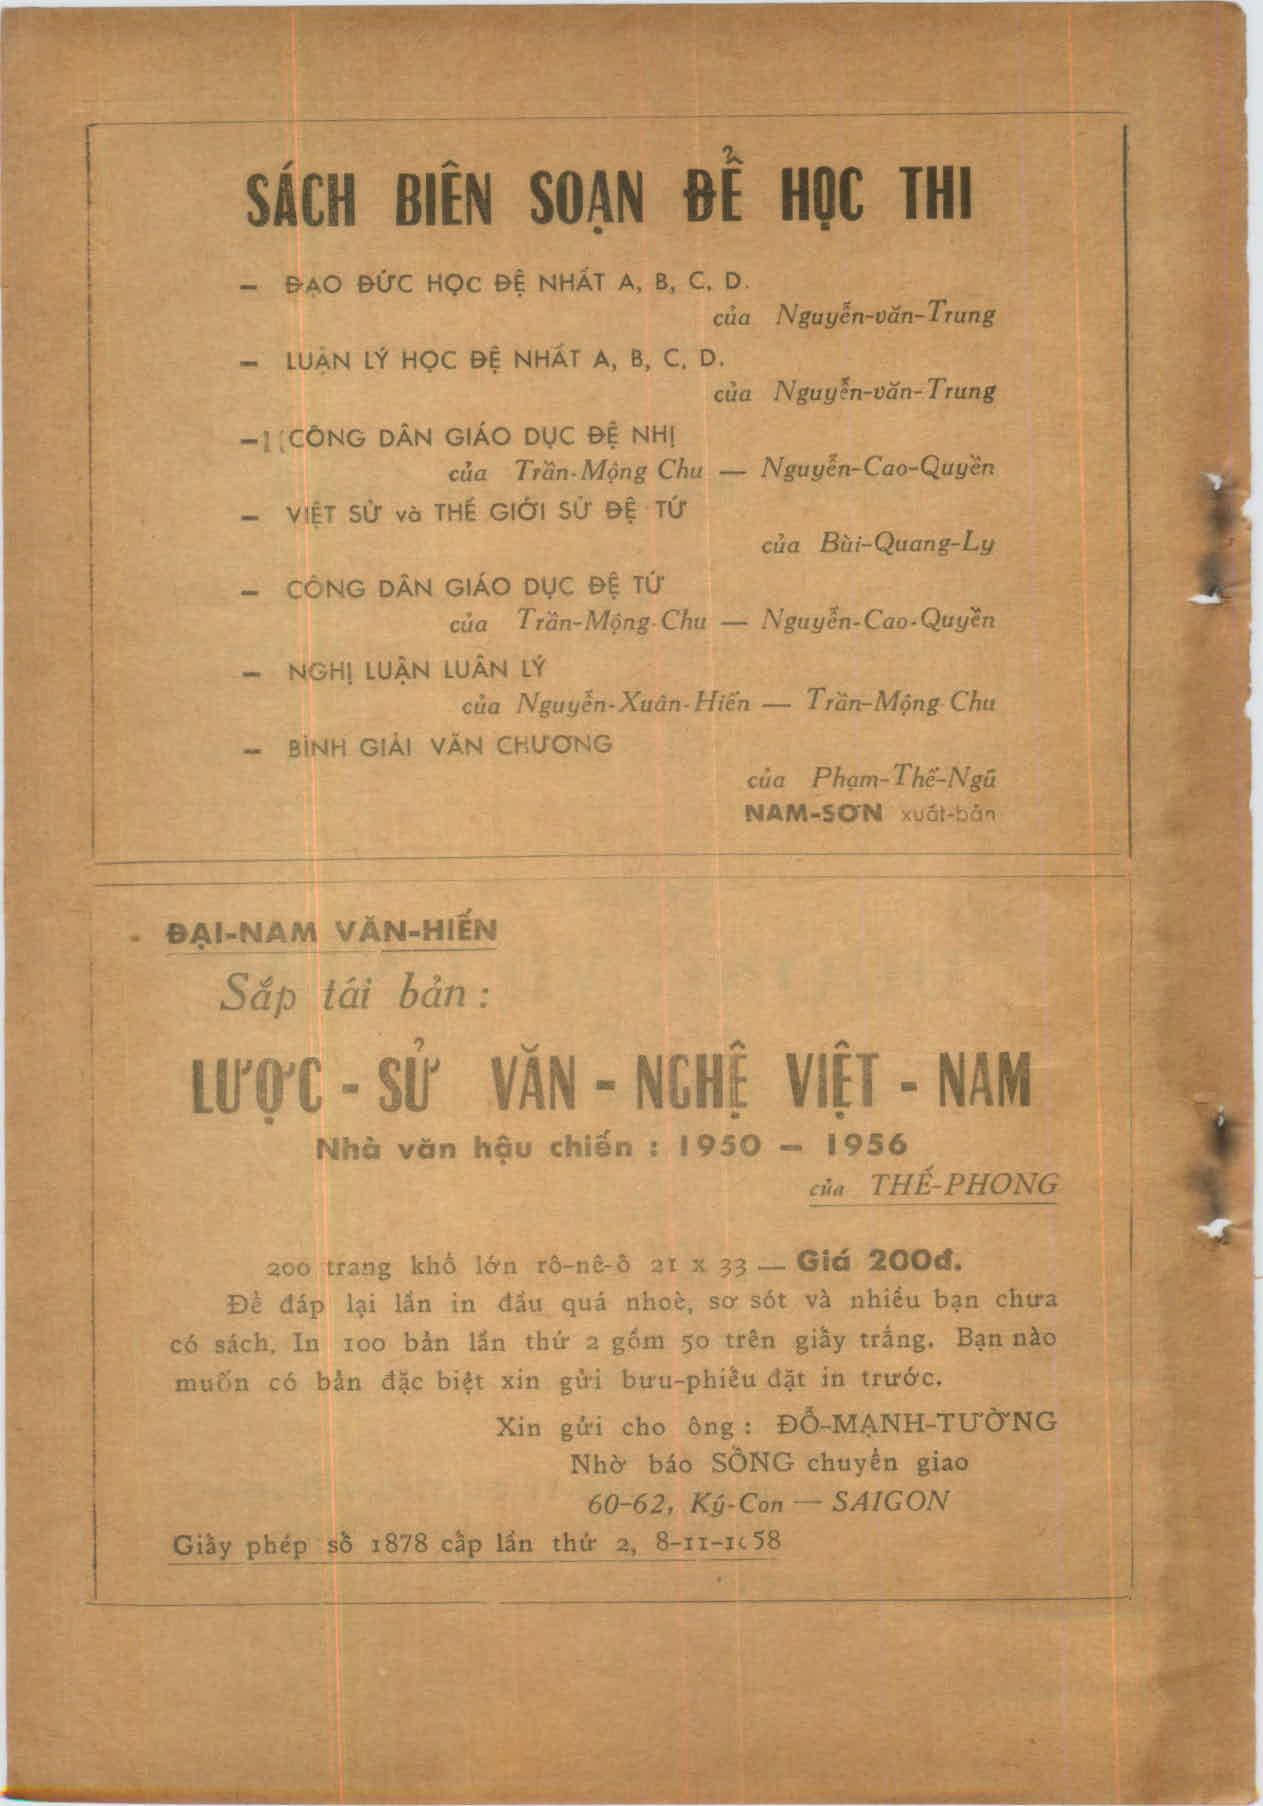 SÁCH BIÊN SOẠN ĐỂ HỌC THI
– ĐẠO ĐỨC HỌC ĐỆ NHẤT A, B, C, D.
của Nguyễn-văn-Trung
– LUẬN LÝ HỌC ĐỆ NHẤT A, B, C, D.
của Nguyễn-văn-Trung
– CÔNG DÂN GIÁO DỤC ĐỆ NHỊ
của Trần-Mộng Chu — Nguyễn-Cao-Quyền
– VIỆT SỬ và THẾ GIỚI SỬ ĐỆ TỨ
của Bùi-Quang-Ly
– CÔNG DÂN GIÁO DỤC ĐỆ TỨ
của Trần-Mộng-Chu — Nguyễn-Cao-Quyền
– NGHỊ LUẬN LUÂN LÝ
của Nguyễn-Xuân-Hiến — Trần-Mộng-Chu
– BÌNH GIẢI VĂN CHƯƠNG
của Phạm-Thế-Ngũ
NAM-SƠN xuất-bản
ĐẠI-NAM VĂN-HIẾN
Sắp tái bản :
LƯỢC - SỬ VĂN - NGHỆ VIỆT - NAM
Nhà văn hậu chiến : 1950 – 1956
của THẾ-PHONG
200 trang khổ lớn rô-nê-ô 21 x 33 — Giá 200đ.
Để đáp lại lần in đầu quá nhoè, sơ sót và nhiều bạn chưa
có sách, In 100 bản lần thứ 2 gồm 50 trên giấy trắng. Bạn nào
muốn có bản đặc biệt xin gửi bưu-phiếu đặt in trước.
Xin gửi cho ông : ĐỖ-MẠNH-TƯỜNG
Nhờ báo SỐNG chuyển giao
60-62, Ký-Con — SAIGON
Giấy phép số 1878 cấp lần thứ 2, 8-11-1958